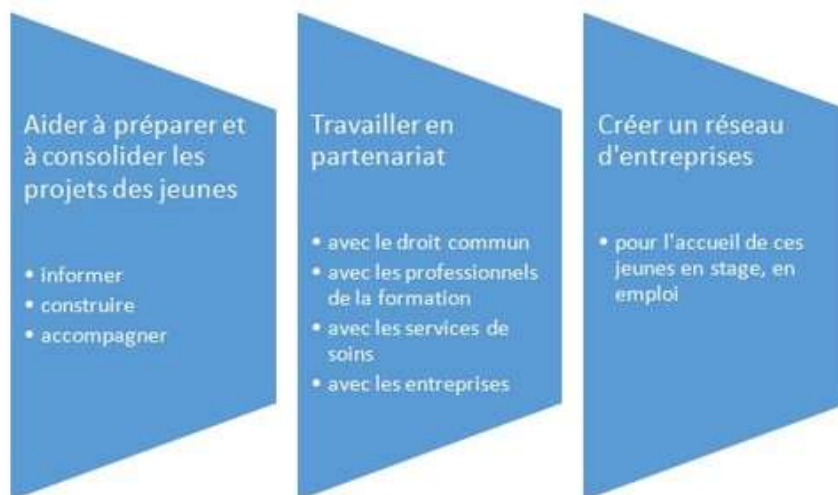 Aider à préparer et
à consolider les
projets des jeunes
• informer
• construire
• accompagner
Travailler en
partenariat
• avec le droit commun
• avec les professionnels
de la formation
• avec les services de
soins
• avec les entreprises
Créer un réseau
d'entreprises
• pour l'accueil de ces
jeunes en stage, en
emploi